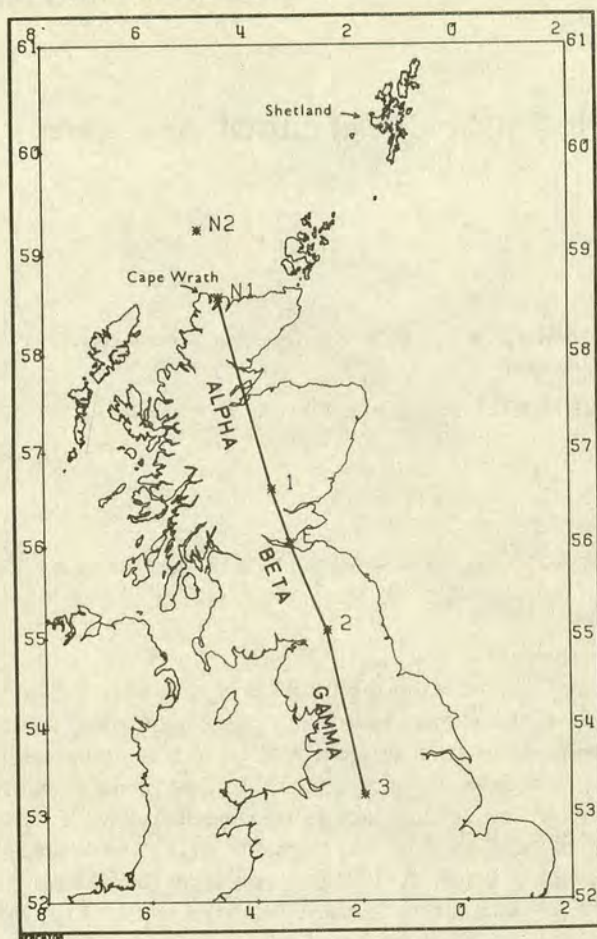 8 6 4 2 0 2
61 61
Shetland
60 60
N2
59 59
Cape Wrath
N1
58 58
ALPHA
57 57
1
E
56 56
BETA
2
55 55
GAMMA
54 54
3
53 53
52 52
8 6 4 2 0 2
MERCATOR